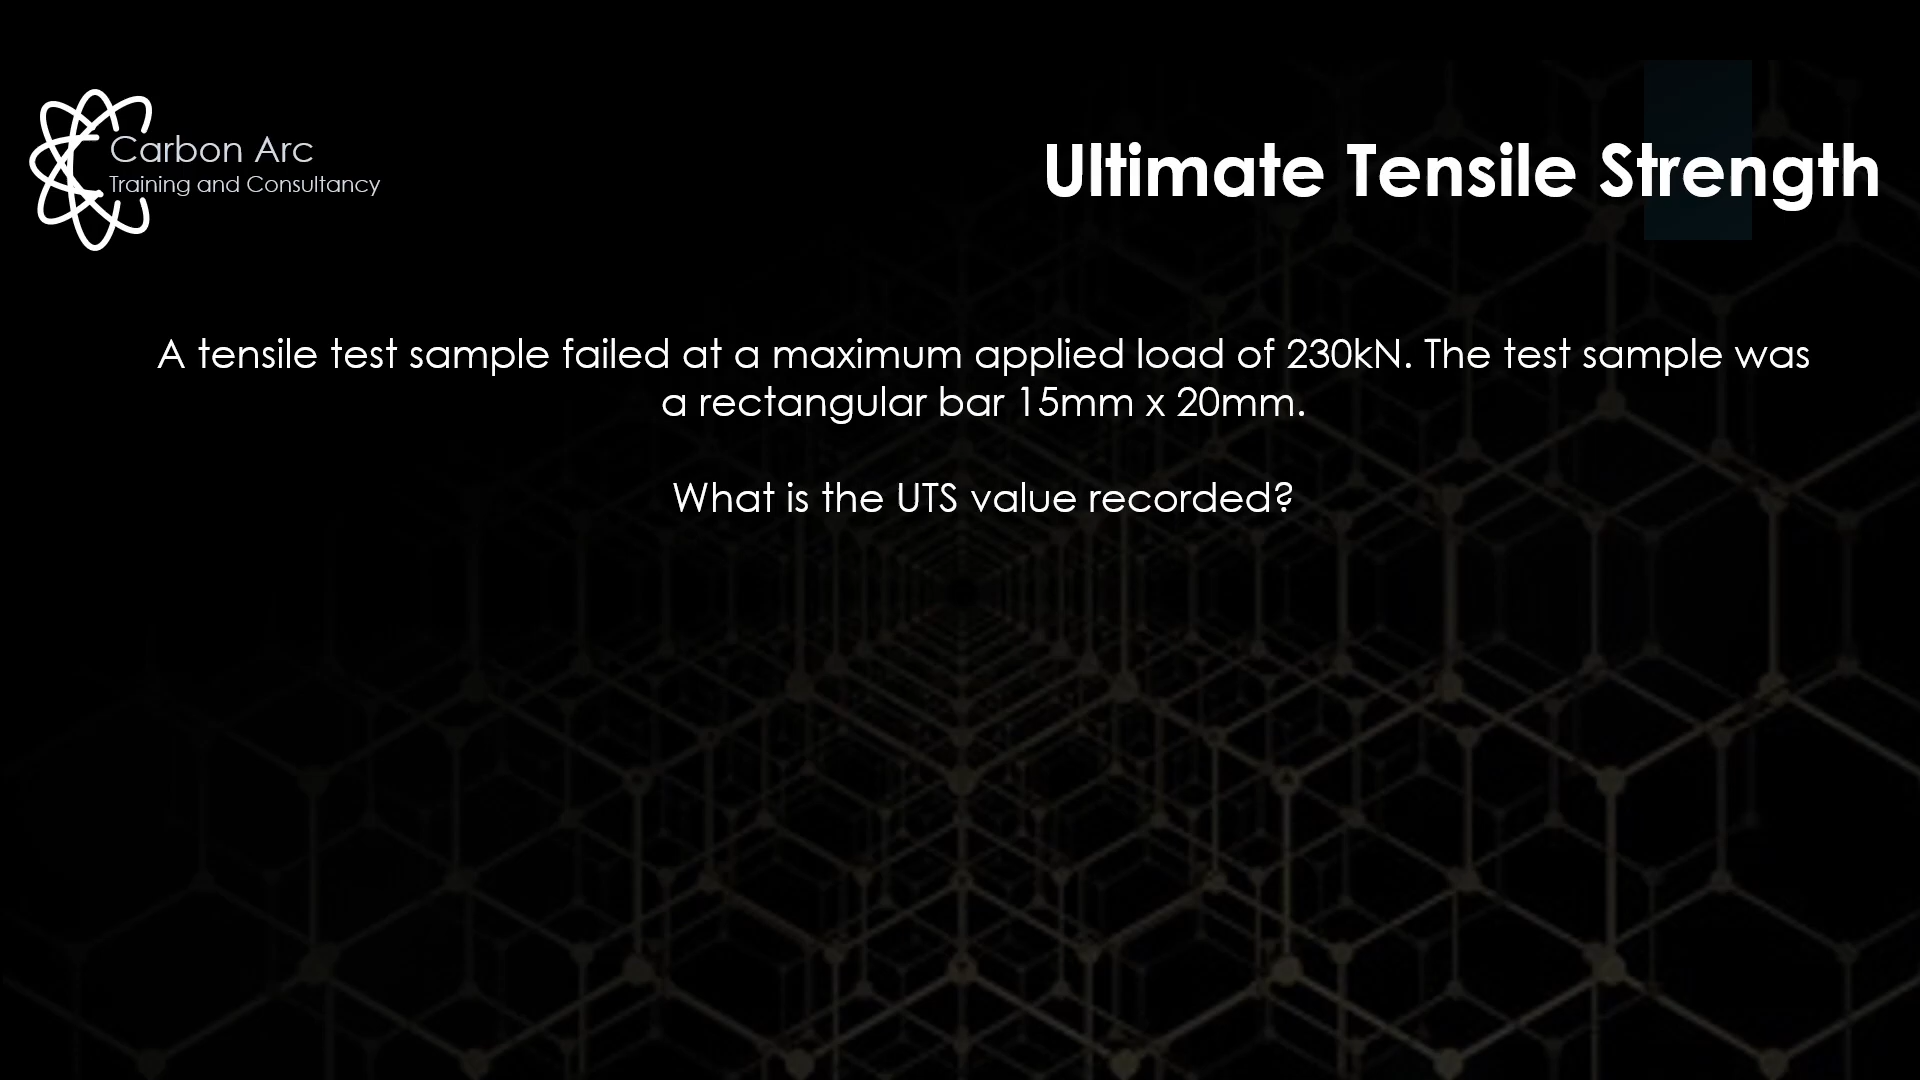 Carbon Arc
Training and Consultancy
Ultimate Tensile Strength
A tensile test sample failed at a maximum applied load of 230kN. The test sample was
a rectangular bar 15mm x 20mm.
What is the UTS value recorded?